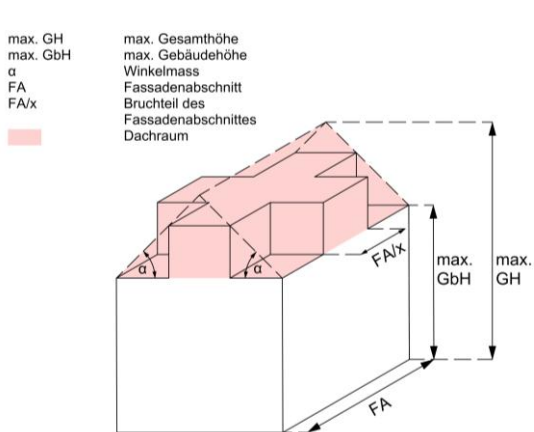 max. GH max. Gesamthöhe
max. GbH max. Gebäudehöhe
α Winkelmass
FA Fassadenabschnitt
FA/x Bruchteil des
Fassadenabschnittes
Dachraum
α
α
FA/x
max.
GbH
max.
GH
FA